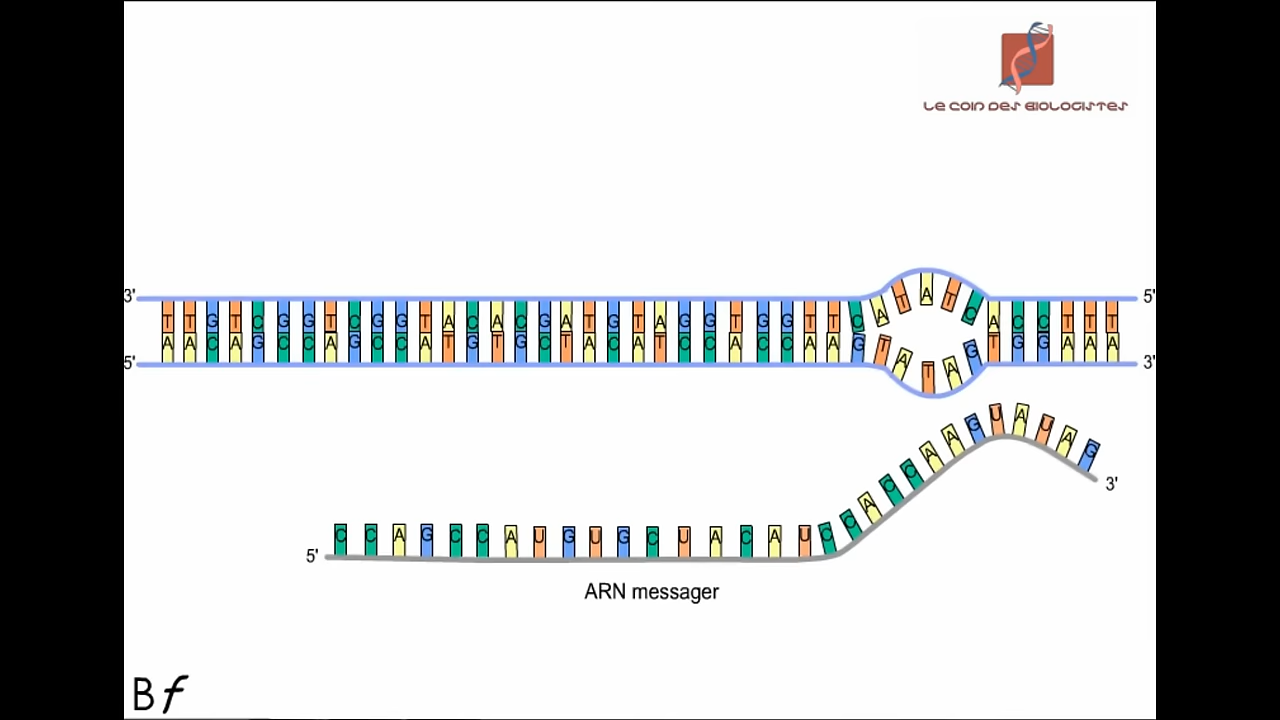 LE COIN DES BIOLOGISTES
3' T T G T C G G T C G G T A C A C G A T G T A G G T G G T T C A T A T C A C C T T T 5'
5' A A C A G C C A G C C A T G T G C T A C A T C C A C C A A G T A T A G T G G A A A 3'
5' C C A G C C A U G U G C U A C A U C C A C C A A G U A U A G 3'
ARN messager
Bf